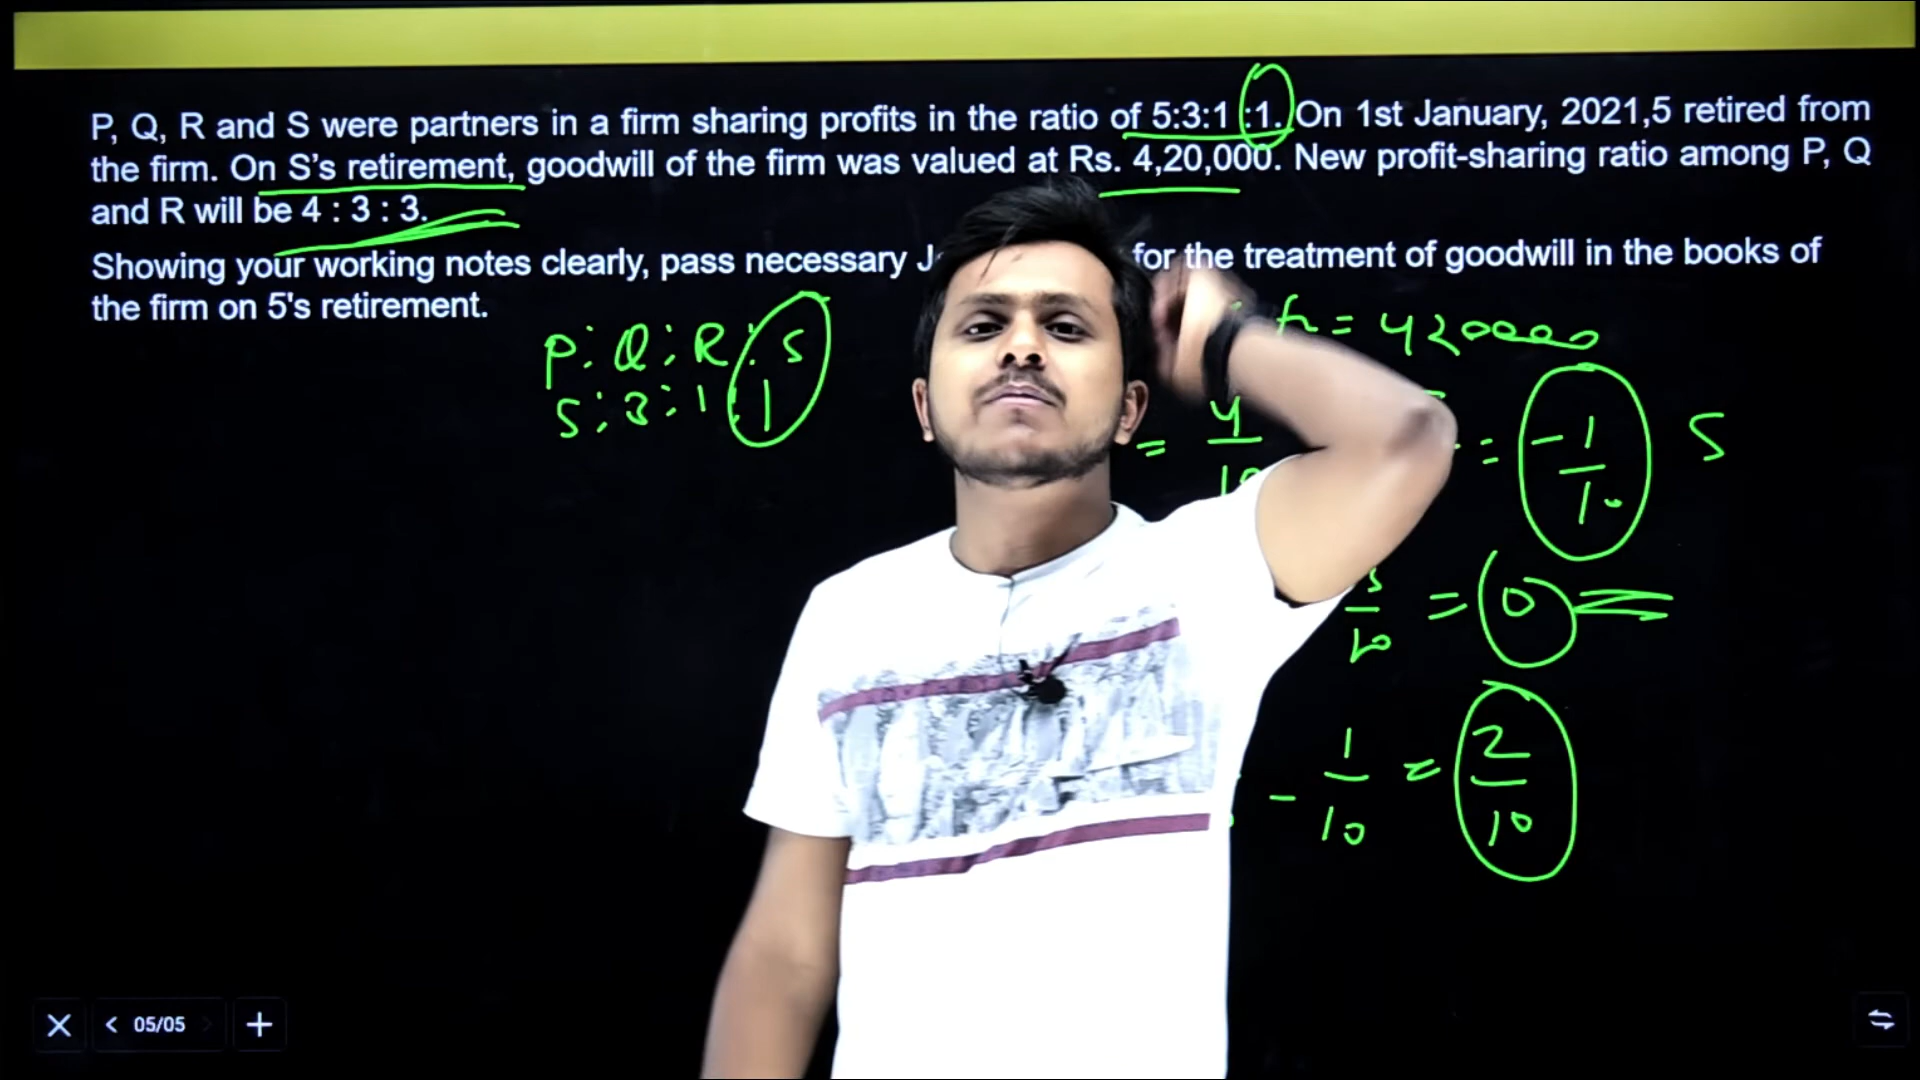 P, Q, R and S were partners in a firm sharing profits in the ratio of 5:3:1 :1. On 1st January, 2021,5 retired from
the firm. On S's retirement, goodwill of the firm was valued at Rs. 4,20,000. New profit-sharing ratio among P, Q
and R will be 4 : 3 : 3.
Showing your working notes clearly, pass necessary for the treatment of goodwill in the books of
the firm on 5's retirement.
P : Q : R : S
5 : 3 : 1 : 1
= 420000
= 4/10 = -1/10 S
/10 = 0
- 1/10 = 2/10
05/05